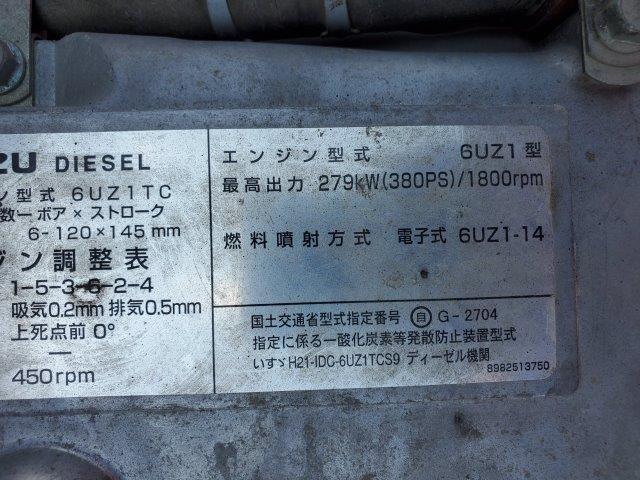 ZU DIESEL
ン型式 6UZ1TC
数ーボア×ストローク
6-120×145mm
ジン調整表
1-5-3-6-2-4
吸気0.2mm 排気0.5mm
上死点前 0°
—
450rpm
エンジン型式 6UZ1型
最高出力 279kW(380PS)/1800rpm
燃料噴射方式 電子式 6UZ1-14
国土交通省型式指定番号 自 G-2704
指定に係る一酸化炭素等発散防止装置型式
いすゞH21-IDC-6UZ1TCS9 ディーゼル機関
8982513750